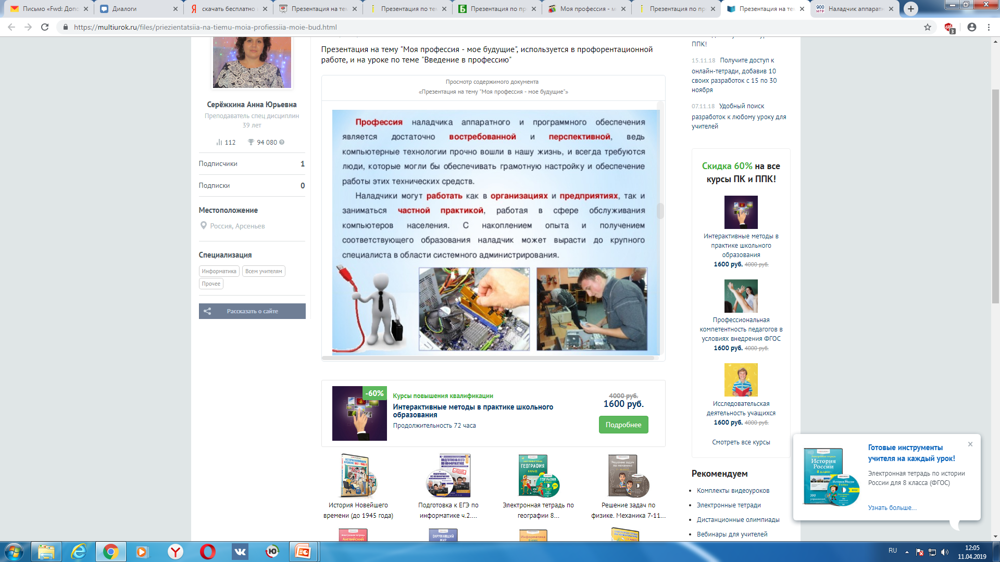 Письмо «Fwd: Допо
Диалоги
скачать бесплатно
Презентация на тем
Презентация по тем
Презентация по пр
Моя профессия - м
Презентация по пр
Презентация на тем
Наладчик аппаратн
https://multiurok.ru/files/priezientatsiia-na-tiemu-moia-profiessiia-moie-bud.html
Серёжкина Анна Юрьевна
Преподаватель спец дисциплин
39 лет
112
94 080
Подписчики 1
Подписки 0
Местоположение
Россия, Арсеньев
Специализация
Информатика
Всем учителям
Прочее
Рассказать о сайте
Презентация на тему "Моя профессия - мое будущие", используется в профорентационной
работе, и на уроке по теме "Введение в профессию"
Просмотр содержимого документа
«Презентация на тему "Моя профессия - мое будущие"»
Профессия наладчика аппаратного и программного обеспечения
является достаточно востребованной и перспективной, ведь
компьютерные технологии прочно вошли в нашу жизнь, и всегда требуются
люди, которые могли бы обеспечивать грамотную настройку и обеспечение
работы этих технических средств.
Наладчики могут работать как в организациях и предприятиях, так и
заниматься частной практикой, работая в сфере обслуживания
компьютеров населения. С накоплением опыта и получением
соответствующего образования наладчик может вырасти до крупного
специалиста в области системного администрирования.
-60%
Курсы повышения квалификации
Интерактивные методы в практике школьного
образования
Продолжительность 72 часа
4000 руб.
1600 руб.
Подробнее
История Новейшего
времени (до 1945 года)
Подготовка к ЕГЭ по
информатике ч.2....
Электронная тетрадь по
географии 8...
Решение задач по
физике. Механика 7-11...
ППК!
15.11.18 Получите доступ к
онлайн-тетради, добавив 10
своих разработок с 15 по 30
ноября
07.11.18 Удобный поиск
разработок к любому уроку для
учителей
Скидка 60% на все
курсы ПК и ППК!
Интерактивные методы в
практике школьного
образования
1600 руб. 4000 руб.
Профессиональная
компетентность педагогов в
условиях внедрения ФГОС
1600 руб. 4000 руб.
Исследовательская
деятельность учащихся
1600 руб. 4000 руб.
Смотреть все курсы
Рекомендуем
Комплекты видеоуроков
Электронные тетради
Дистанционные олимпиады
Вебинары для учителей
Готовые инструменты
учителя на каждый урок!
Электронная тетрадь по истории
России для 8 класса (ФГОС)
Узнать больше...
История
России
8 класс
RU
12:05
11.04.2019